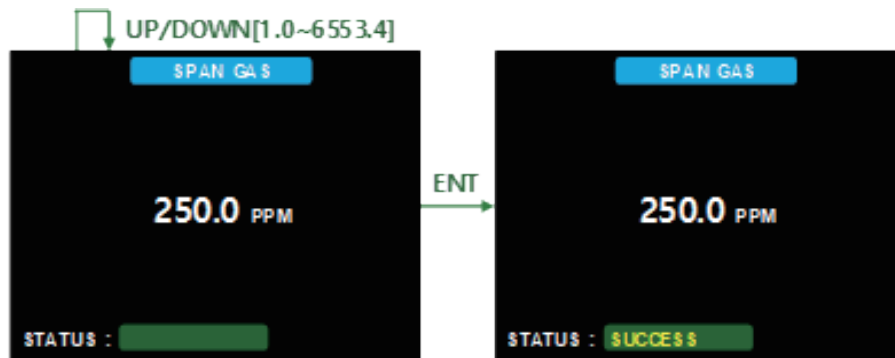 UP/DOWN[1.0~6553.4]
SPAN GAS
250.0 PPM
STATUS :
ENT
SPAN GAS
250.0 PPM
STATUS : SUCCESS